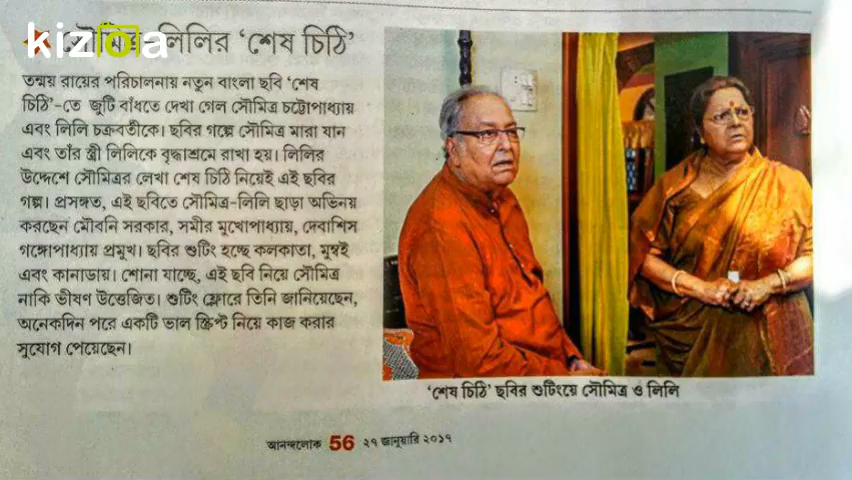 kizoa
সৌমিত্র-লিলির ‘শেষ চিঠি’
তন্ময় রায়ের পরিচালনায় নতুন বাংলা ছবি ‘শেষ
চিঠি’-তে জুটি বাঁধতে দেখা গেল সৌমিত্র চট্টোপাধ্যায়
এবং লিলি চক্রবর্তীকে। ছবির গল্পে সৌমিত্র মারা যান
এবং তাঁর স্ত্রী লিলিকে বৃদ্ধাশ্রমে রাখা হয়। লিলির
উদ্দেশে সৌমিত্রর লেখা শেষ চিঠি নিয়েই এই ছবির
গল্প। প্রসঙ্গত, এই ছবিতে সৌমিত্র-লিলি ছাড়া অভিনয়
করছেন মৌবনি সরকার, সমীর মুখোপাধ্যায়, দেবাশিস
গঙ্গোপাধ্যায় প্রমুখ। ছবির শুটিং হচ্ছে কলকাতা, মুম্বই
এবং কানাডায়। শোনা যাচ্ছে, এই ছবি নিয়ে সৌমিত্র
নাকি ভীষণ উত্তেজিত। শুটিং ফ্লোরে তিনি জানিয়েছেন,
অনেকদিন পরে একটি ভাল স্ক্রিপ্ট নিয়ে কাজ করার
সুযোগ পেয়েছেন।
‘শেষ চিঠি’ ছবির শুটিংয়ে সৌমিত্র ও লিলি
আনন্দলোক 56 ২৭ জানুয়ারি ২০১৭